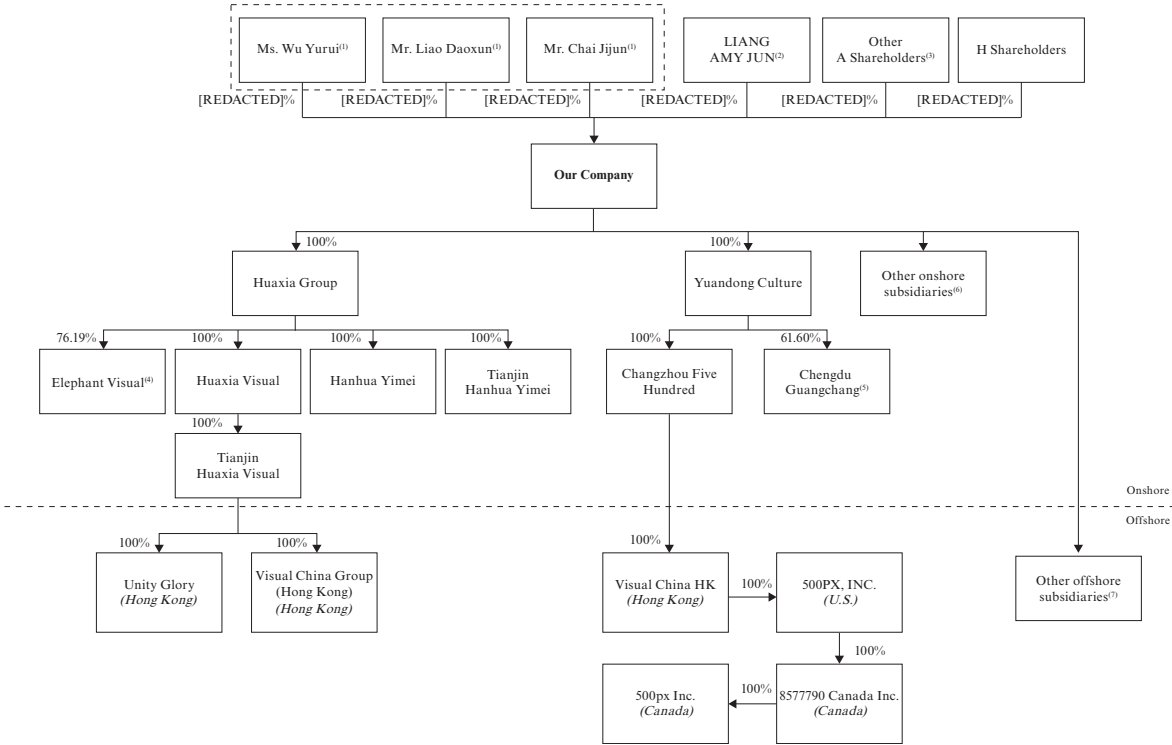 Ms. Wu Yurui(1)
Mr. Liao Daoxun(1)
Mr. Chai Jijun(1)
LIANG
AMY JUN(2)
Other
A Shareholders(3)
H Shareholders
[REDACTED]%
[REDACTED]%
[REDACTED]%
[REDACTED]%
[REDACTED]%
[REDACTED]%
Our Company
100%
100%
Huaxia Group
Yuandong Culture
Other onshore
subsidiaries(6)
76.19%
100%
100%
100%
100%
61.60%
Elephant Visual(4)
Huaxia Visual
Hanhua Yimei
Tianjin
Hanhua Yimei
Changzhou Five
Hundred
Chengdu
Guangchang(5)
100%
Tianjin
Huaxia Visual
Onshore
Offshore
100%
100%
100%
Unity Glory
(Hong Kong)
Visual China Group
(Hong Kong)
(Hong Kong)
Visual China HK
(Hong Kong)
100%
500PX, INC.
(U.S.)
Other offshore
subsidiaries(7)
100%
500px Inc.
(Canada)
100%
8577790 Canada Inc.
(Canada)